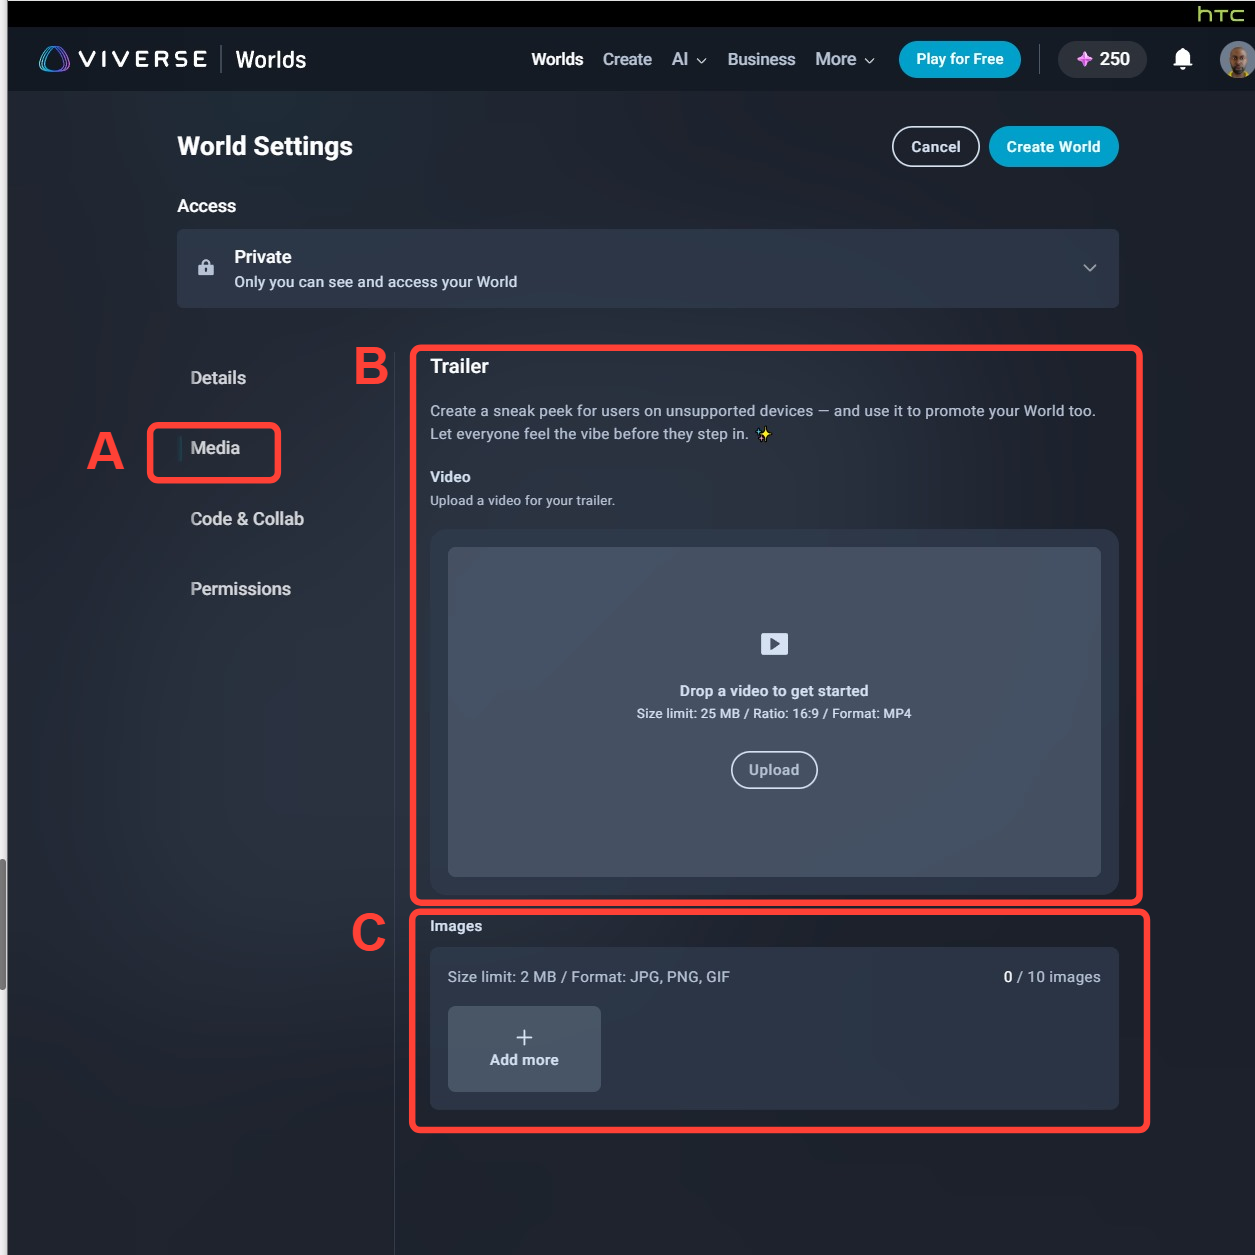 hTC
VIVERSE | Worlds
Worlds Create AI Business More Play for Free 250
World Settings
Cancel Create World
Access
Private
Only you can see and access your World
B
Trailer
Details
Create a sneak peek for users on unsupported devices — and use it to promote your World too.
Let everyone feel the vibe before they step in. ✨
A
Media
Video
Upload a video for your trailer.
Code & Collab
Permissions
Drop a video to get started
Size limit: 25 MB / Ratio: 16:9 / Format: MP4
Upload
C
Images
Size limit: 2 MB / Format: JPG, PNG, GIF 0 / 10 images
+
Add more